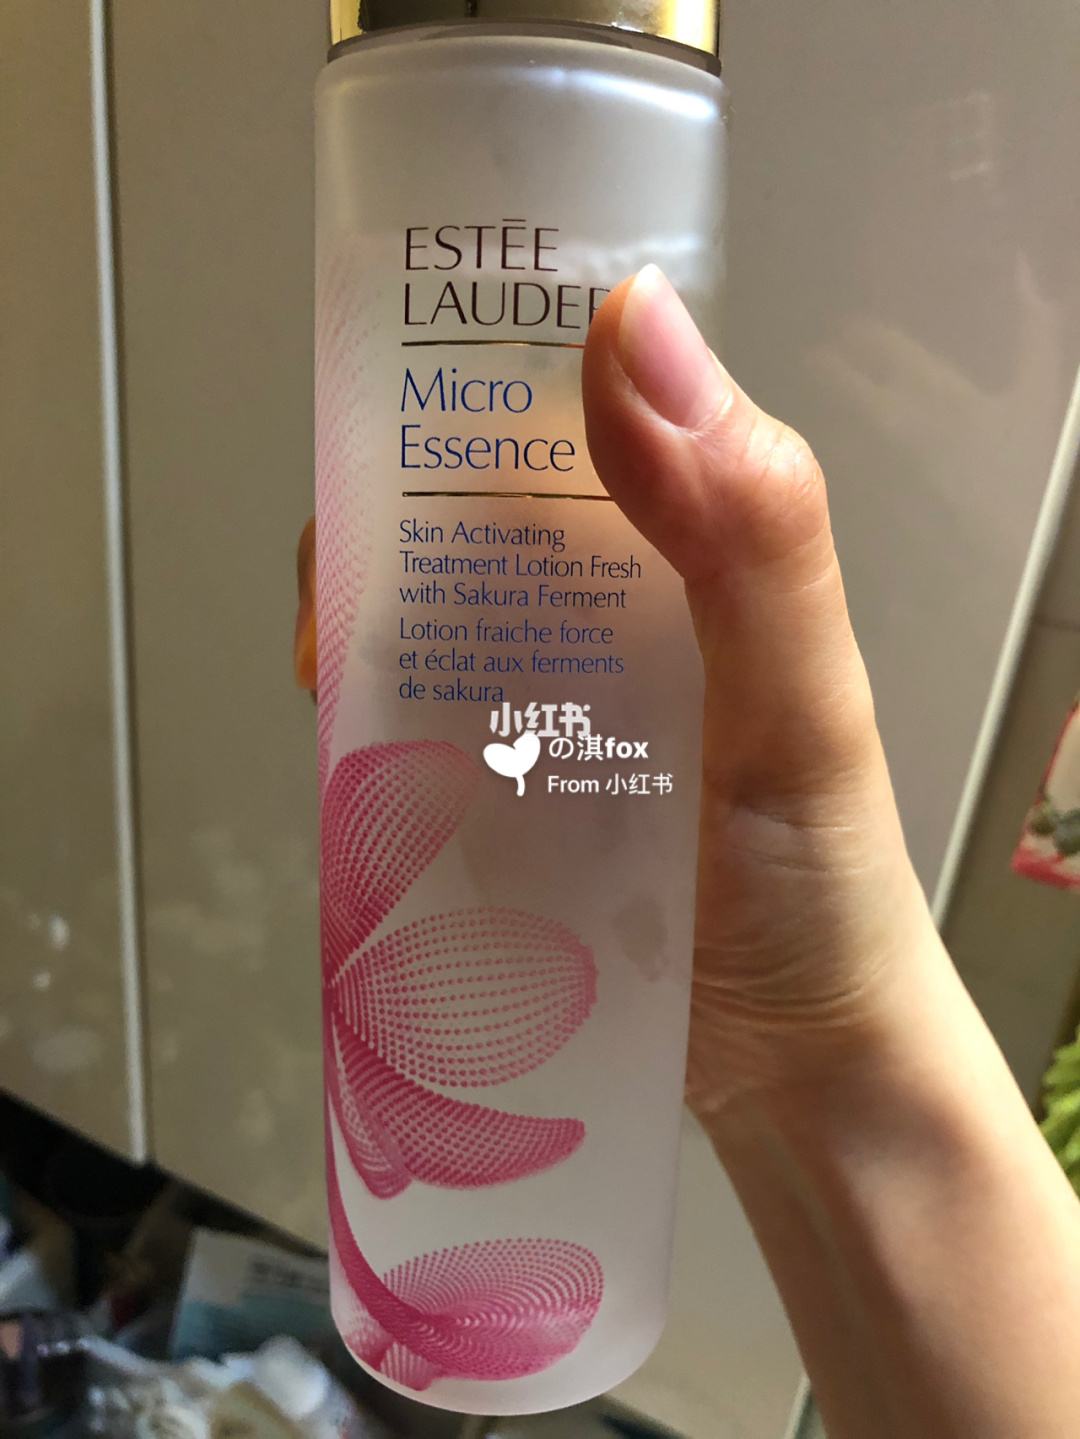 ESTĒE
LAUDER
Micro
Essence
Skin Activating
Treatment Lotion Fresh
with Sakura Ferment
Lotion fraiche force
et éclat aux ferments
de sakura
小红书
の淇fox
From 小红书